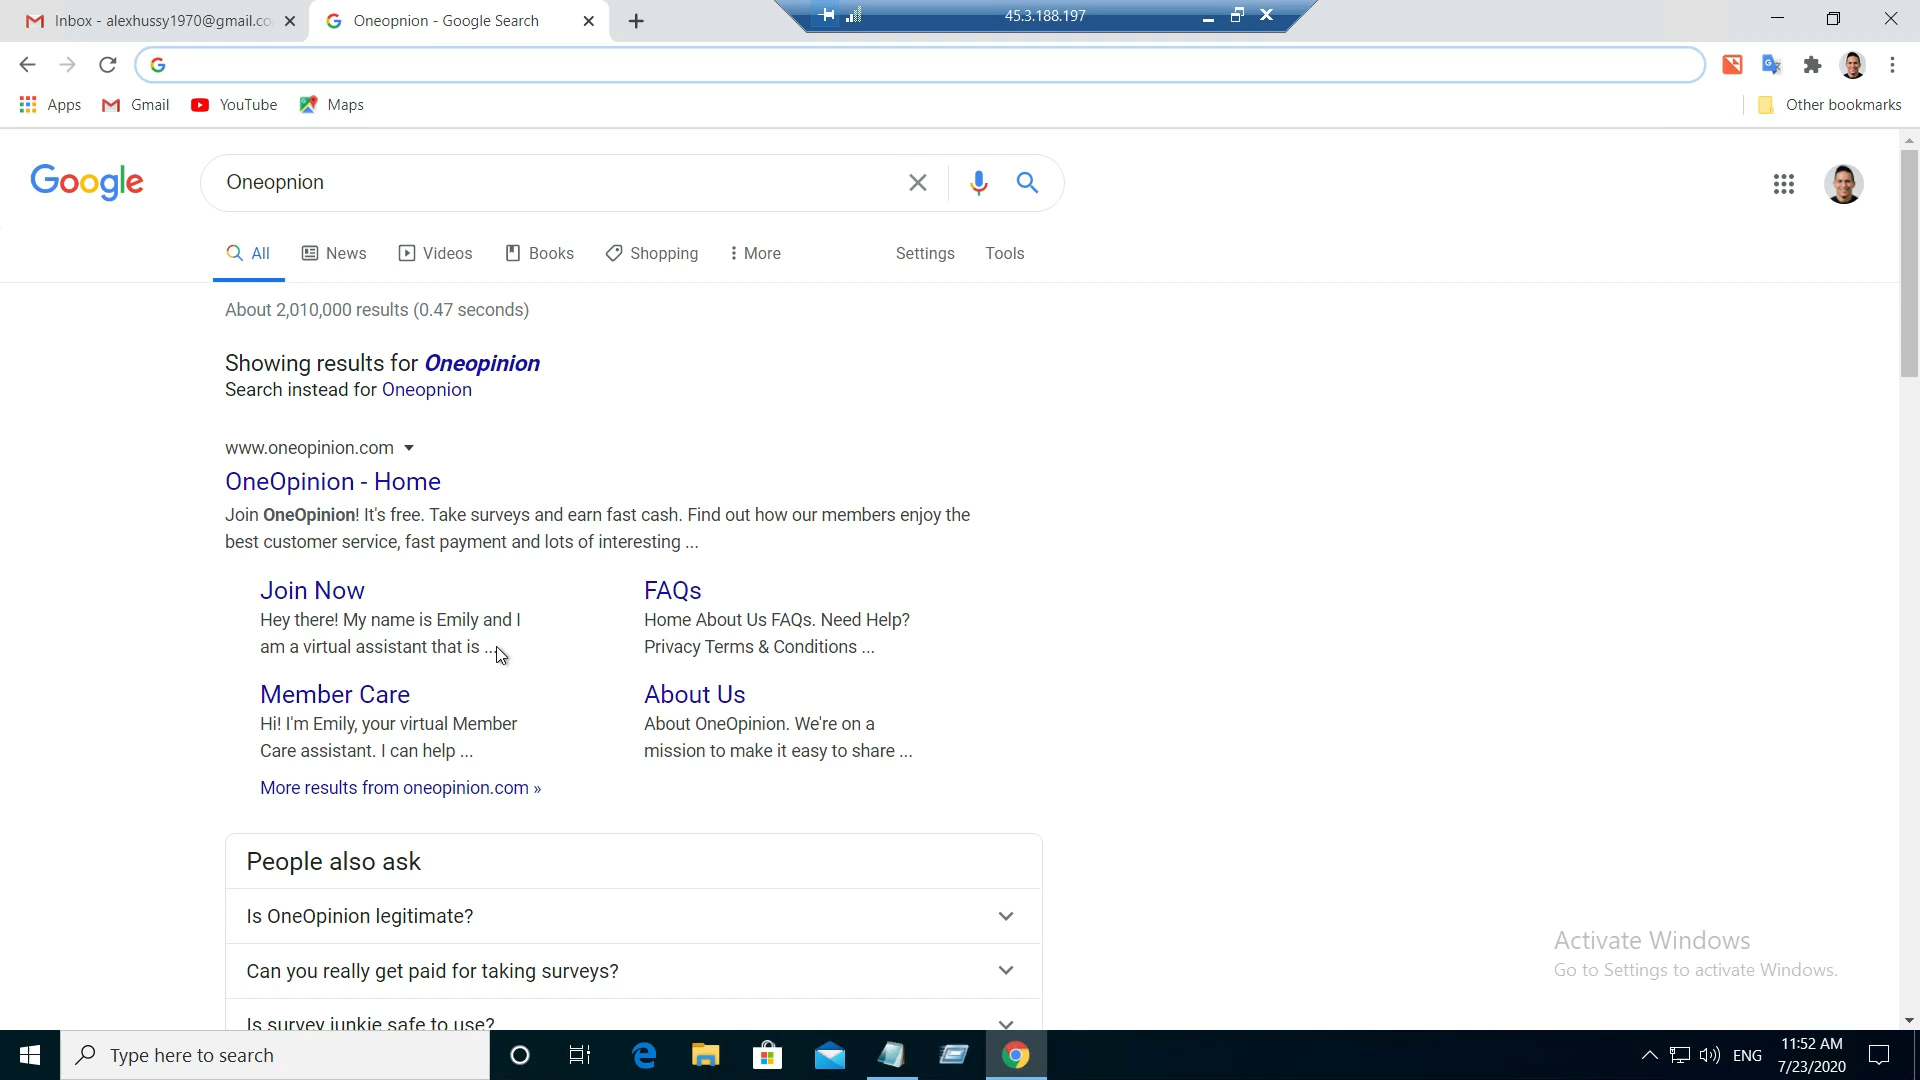 Inbox - alexhussy1970@gmail.co
Oneopnion - Google Search
45.3.188.197
Apps
Gmail
YouTube
Maps
Other bookmarks
Google
Oneopnion
All
News
Videos
Books
Shopping
More
Settings
Tools
About 2,010,000 results (0.47 seconds)
Showing results for Oneopinion
Search instead for Oneopnion
www.oneopinion.com
OneOpinion - Home
Join OneOpinion! It's free. Take surveys and earn fast cash. Find out how our members enjoy the
best customer service, fast payment and lots of interesting ...
Join Now
Hey there! My name is Emily and I
am a virtual assistant that is ...
FAQs
Home About Us FAQs. Need Help?
Privacy Terms & Conditions ...
Member Care
Hi! I'm Emily, your virtual Member
Care assistant. I can help ...
About Us
About OneOpinion. We're on a
mission to make it easy to share ...
More results from oneopinion.com »
People also ask
Is OneOpinion legitimate?
Can you really get paid for taking surveys?
Is survey junkie safe to use?
Activate Windows
Go to Settings to activate Windows.
Type here to search
ENG
11:52 AM
7/23/2020